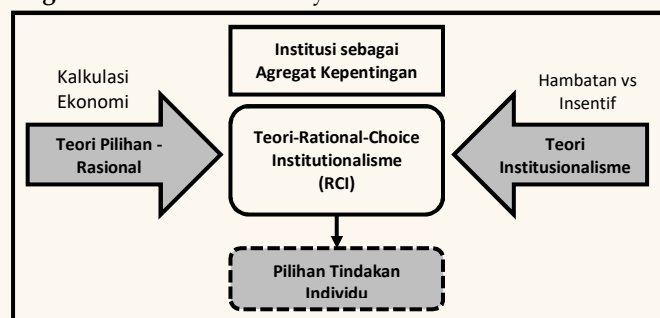 Institusi sebagai
Agregat Kepentingan
Kalkulasi
Ekonomi
Hambatan vs
Insentif
Teori Pilihan -
Rasional
Teori-Rational-Choice
Institutionalisme
(RCI)
Teori
Institusionalisme
Pilihan Tindakan
Individu